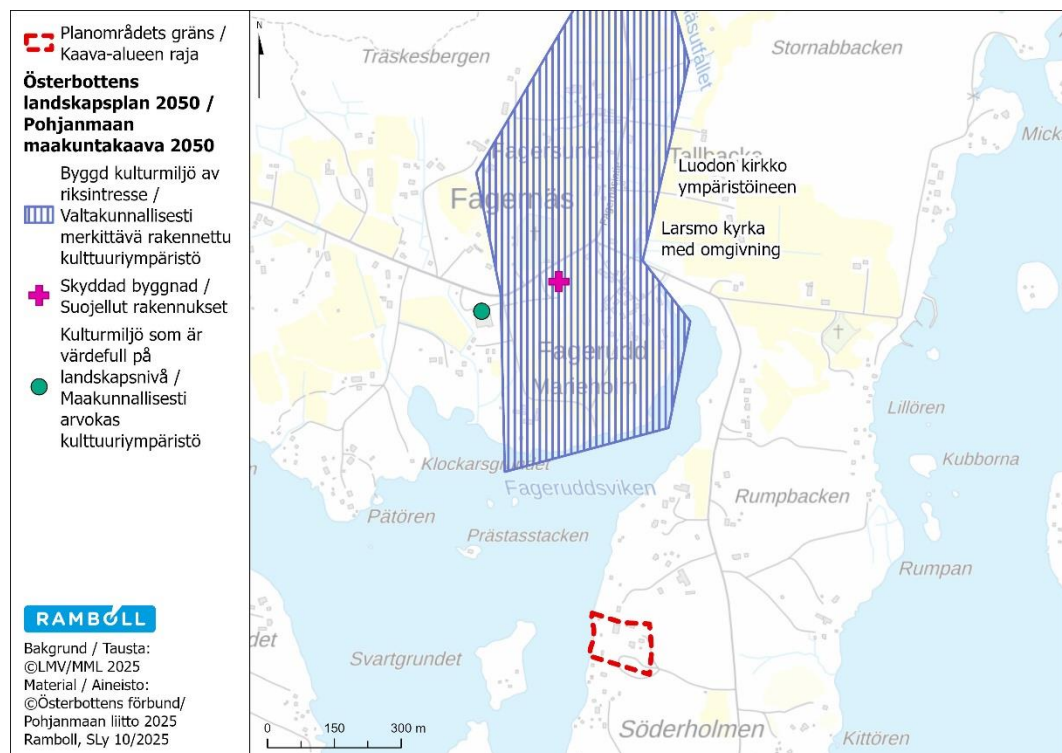 Planområdets gräns /
Kaava-alueen raja
Österbottens
landskapsplan 2050 /
Pohjanmaan
maakuntakaava 2050
Byggd kulturmiljö av
riksintresse /
Valtakunnallisesti
merkittävä rakennettu
kulttuuriympäristö
Skyddad byggnad /
Suojellut rakennukset
Kulturmiljö som är
värdefull på
landskapsnivå /
Maakunnallisesti
arvokas
kulttuuriympäristö
RAMBOLL
Bakgrund / Tausta:
©LMV/MML 2025
Material / Aineisto:
©Österbottens förbund/
Pohjanmaan liitto 2025
Ramboll, SLy 10/2025
N
Träskesbergen
Stornabbacken
Fagersund
Tallbacka
Luodon kirkko
ympäristöineen
Fagernäs
Larsmo kyrka
med omgivning
Fagerudd
Marieholm
Lillören
Klockarsgrundet
Kubborna
Fageruddsviken
Rumpbacken
Pätören
Prästasstacken
Rumpan
Svartgrundet
Söderholmen
Kittören
0 150 300 m